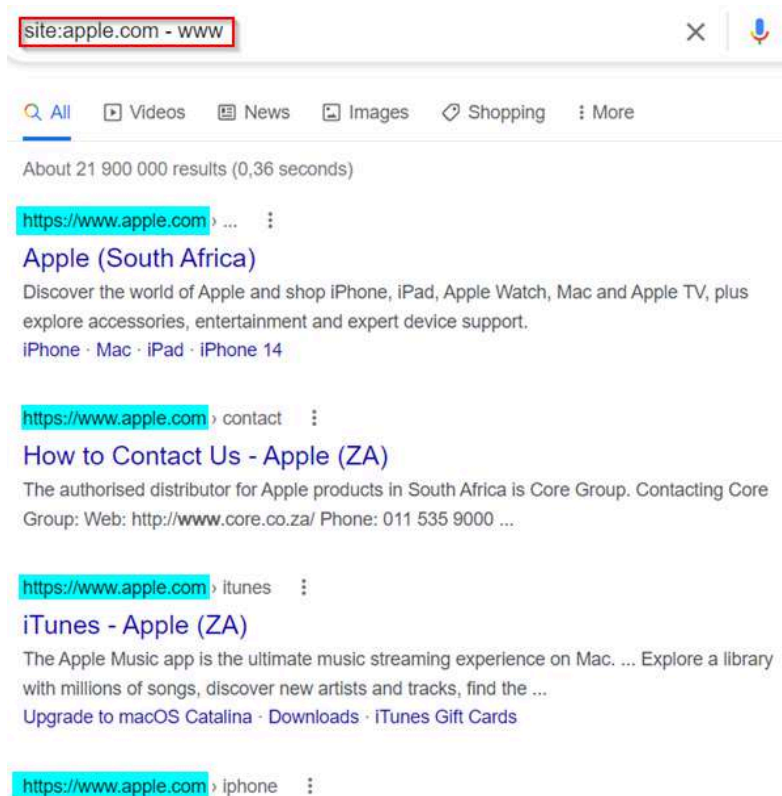 site:apple.com - www
All Videos News Images Shopping More
About 21 900 000 results (0,36 seconds)
https://www.apple.com › ...
Apple (South Africa)
Discover the world of Apple and shop iPhone, iPad, Apple Watch, Mac and Apple TV, plus
explore accessories, entertainment and expert device support.
iPhone · Mac · iPad · iPhone 14
https://www.apple.com › contact
How to Contact Us - Apple (ZA)
The authorised distributor for Apple products in South Africa is Core Group. Contacting Core
Group: Web: http://www.core.co.za/ Phone: 011 535 9000 ...
https://www.apple.com › itunes
iTunes - Apple (ZA)
The Apple Music app is the ultimate music streaming experience on Mac. ... Explore a library
with millions of songs, discover new artists and tracks, find the ...
Upgrade to macOS Catalina · Downloads · iTunes Gift Cards
https://www.apple.com › iphone